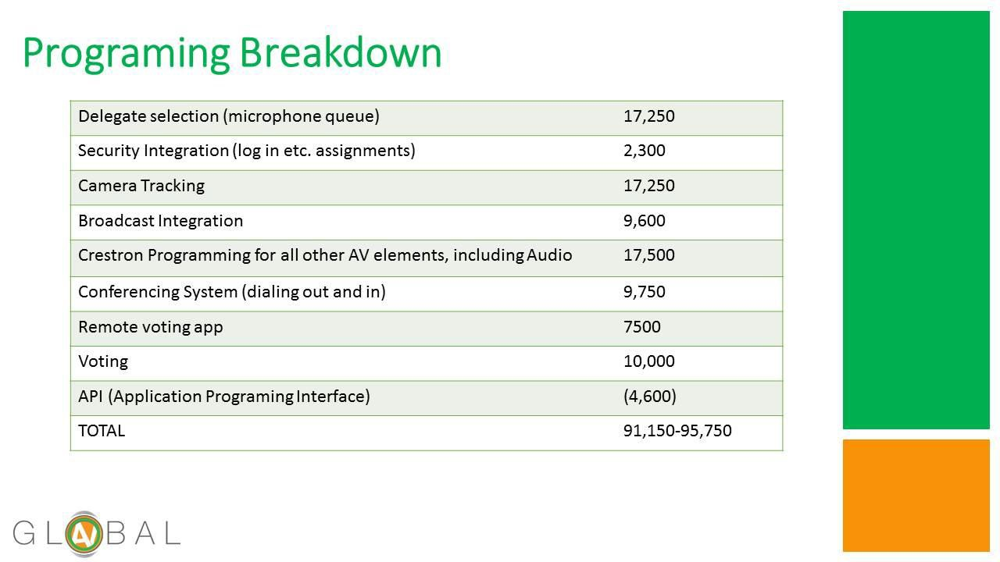 Programing Breakdown
Delegate selection (microphone queue) 17,250
Security Integration (log in etc. assignments) 2,300
Camera Tracking 17,250
Broadcast Integration 9,600
Crestron Programming for all other AV elements, including Audio 17,500
Conferencing System (dialing out and in) 9,750
Remote voting app 7500
Voting 10,000
API (Application Programing Interface) (4,600)
TOTAL 91,150-95,750
GLAVBAL